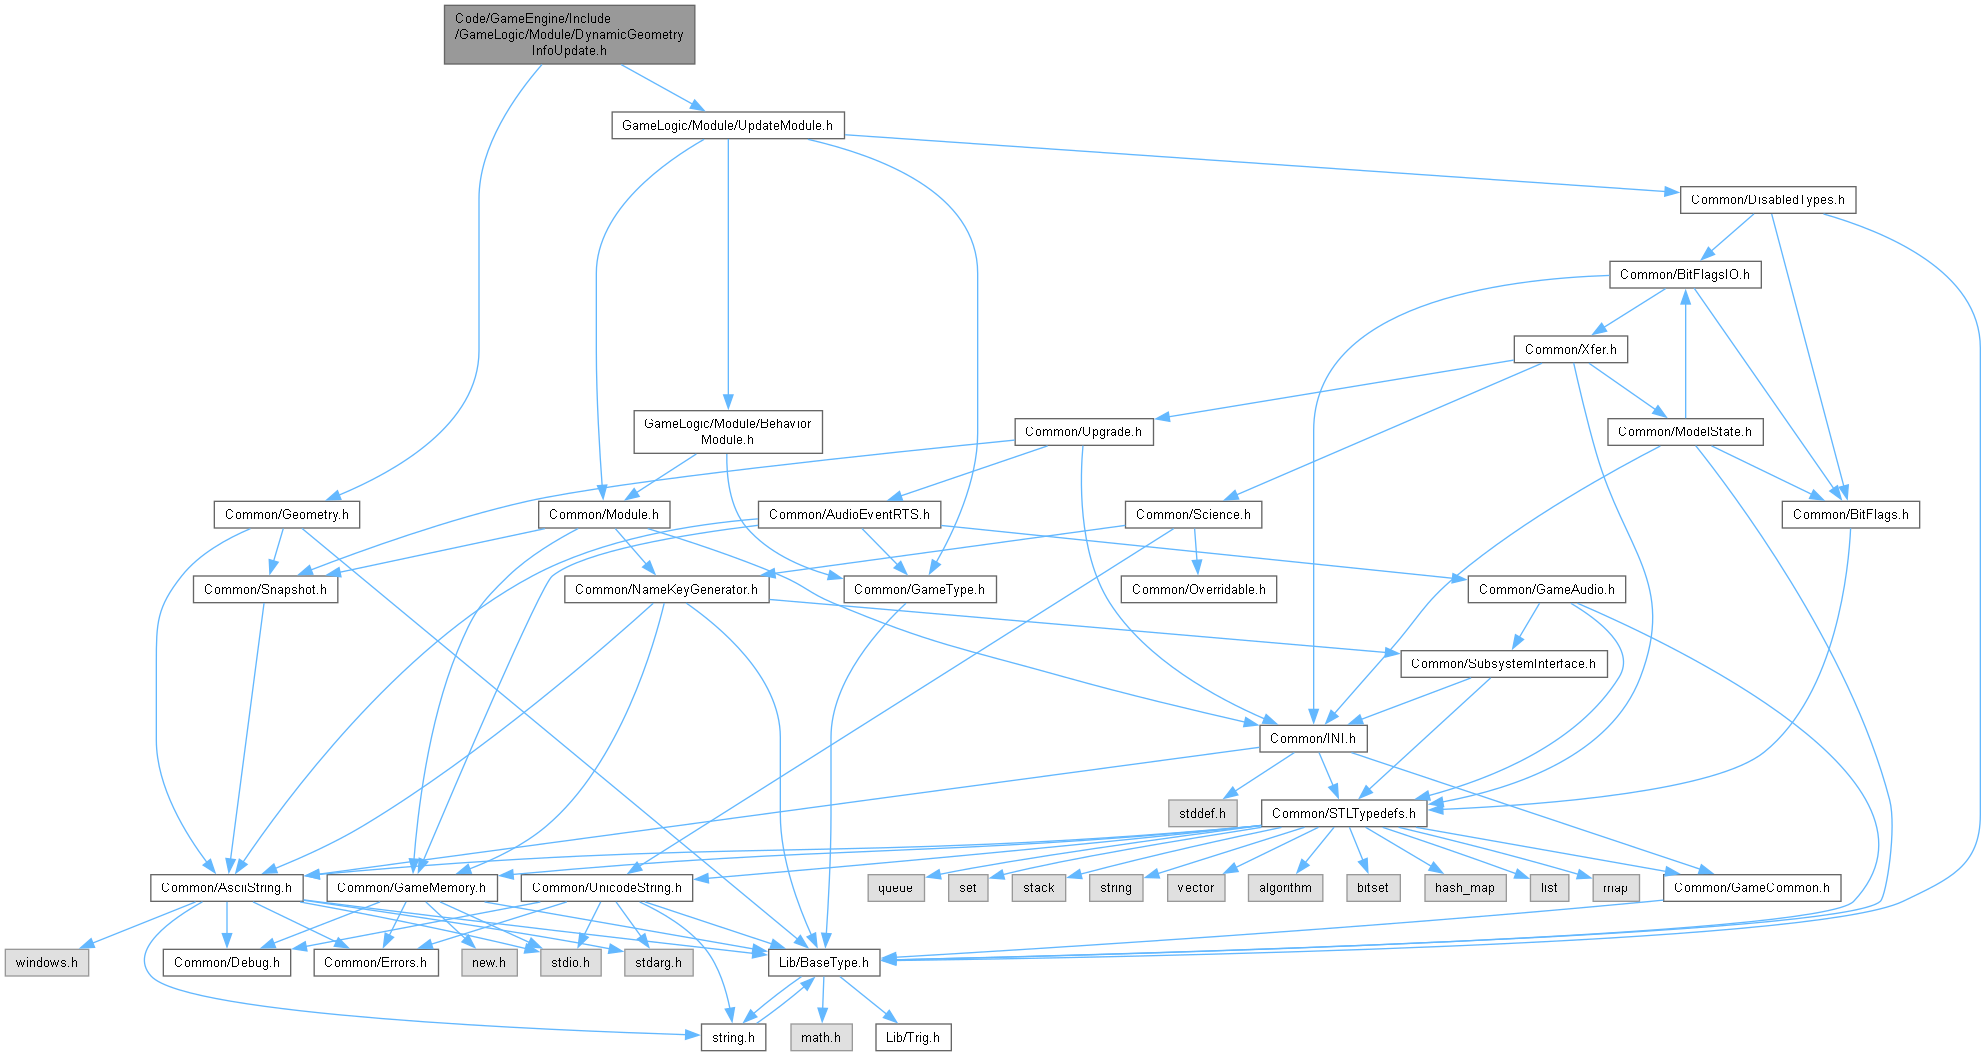 Code/GameEngine/Include
/GameLogic/Module/DynamicGeometry
InfoUpdate.h
GameLogic/Module/UpdateModule.h
Common/DisabledTypes.h
Common/BitFlagsIO.h
Common/Xfer.h
GameLogic/Module/Behavior
Module.h
Common/Upgrade.h
Common/ModelState.h
Common/Geometry.h
Common/Module.h
Common/AudioEventRTS.h
Common/Science.h
Common/BitFlags.h
Common/Snapshot.h
Common/NameKeyGenerator.h
Common/GameType.h
Common/Overridable.h
Common/GameAudio.h
Common/SubsystemInterface.h
Common/INI.h
stddef.h
Common/STLTypedefs.h
Common/AsciiString.h
Common/GameMemory.h
Common/UnicodeString.h
queue
set
stack
string
vector
algorithm
bitset
hash_map
list
map
Common/GameCommon.h
windows.h
Common/Debug.h
Common/Errors.h
new.h
stdio.h
stdarg.h
Lib/BaseType.h
string.h
math.h
Lib/Trig.h